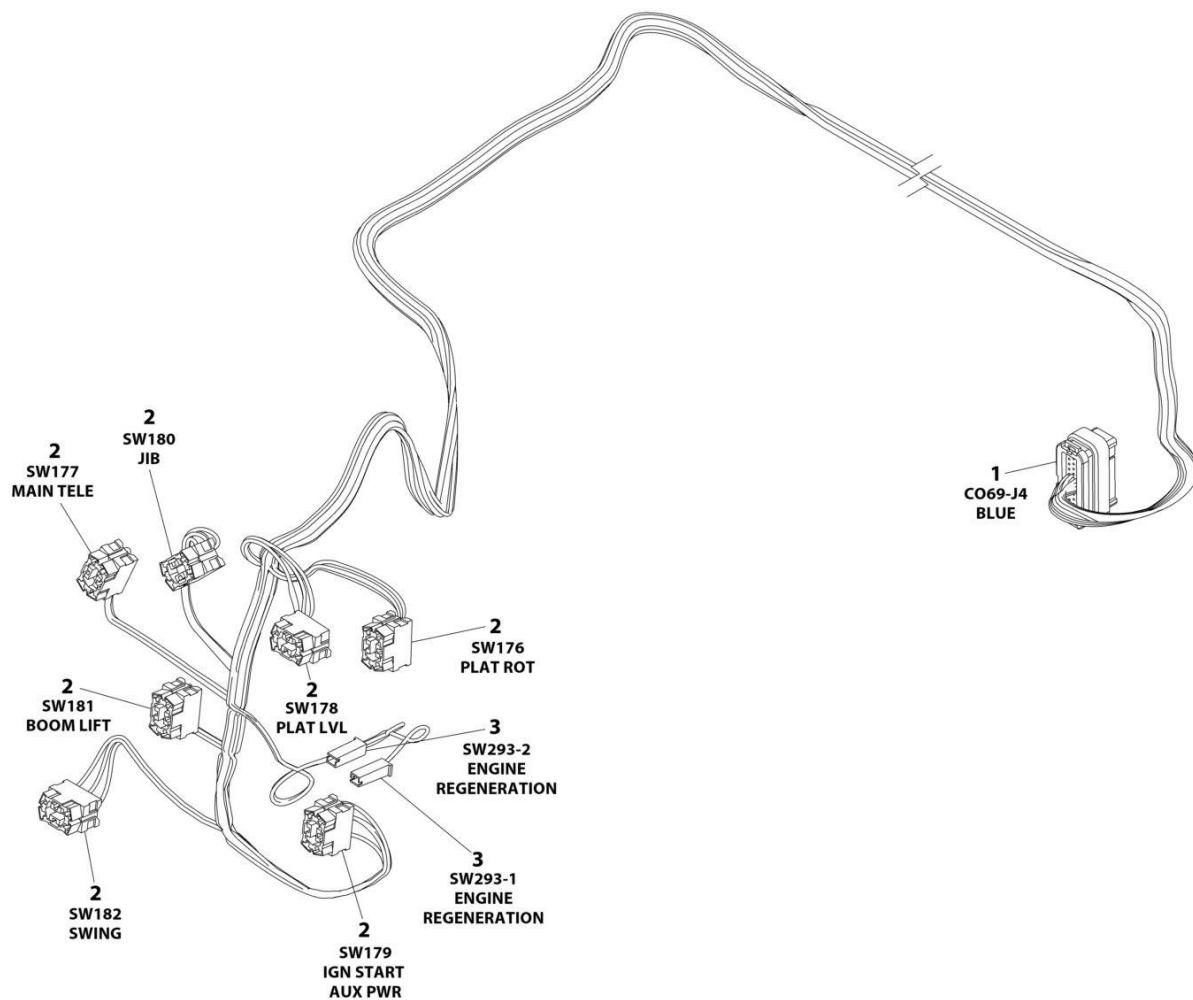 2
SW180
JIB
2
SW177
MAIN TELE
1
CO69-J4
BLUE
2
SW176
PLAT ROT
2
SW181
BOOM LIFT
2
SW178
PLAT LVL
3
SW293-2
ENGINE
REGENERATION
3
SW293-1
ENGINE
REGENERATION
2
SW182
SWING
2
SW179
IGN START
AUX PWR